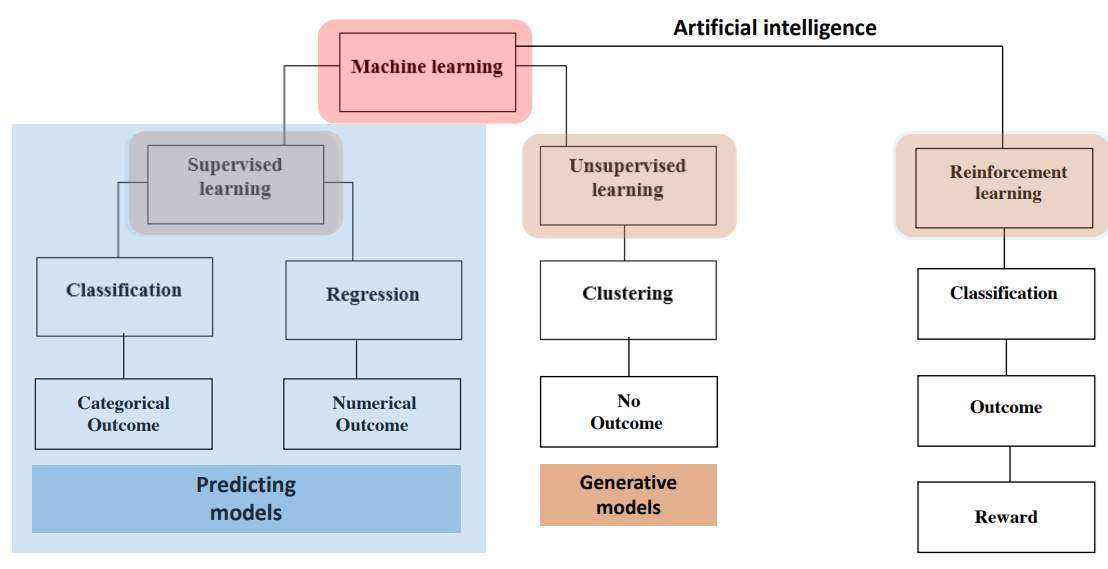 Artificial intelligence
Machine learning
Supervised
learning
Unsupervised
learning
Reinforcement
learning
Classification
Regression
Clustering
Classification
Categorical
Outcome
Numerical
Outcome
No
Outcome
Outcome
Predicting
models
Generative
models
Reward